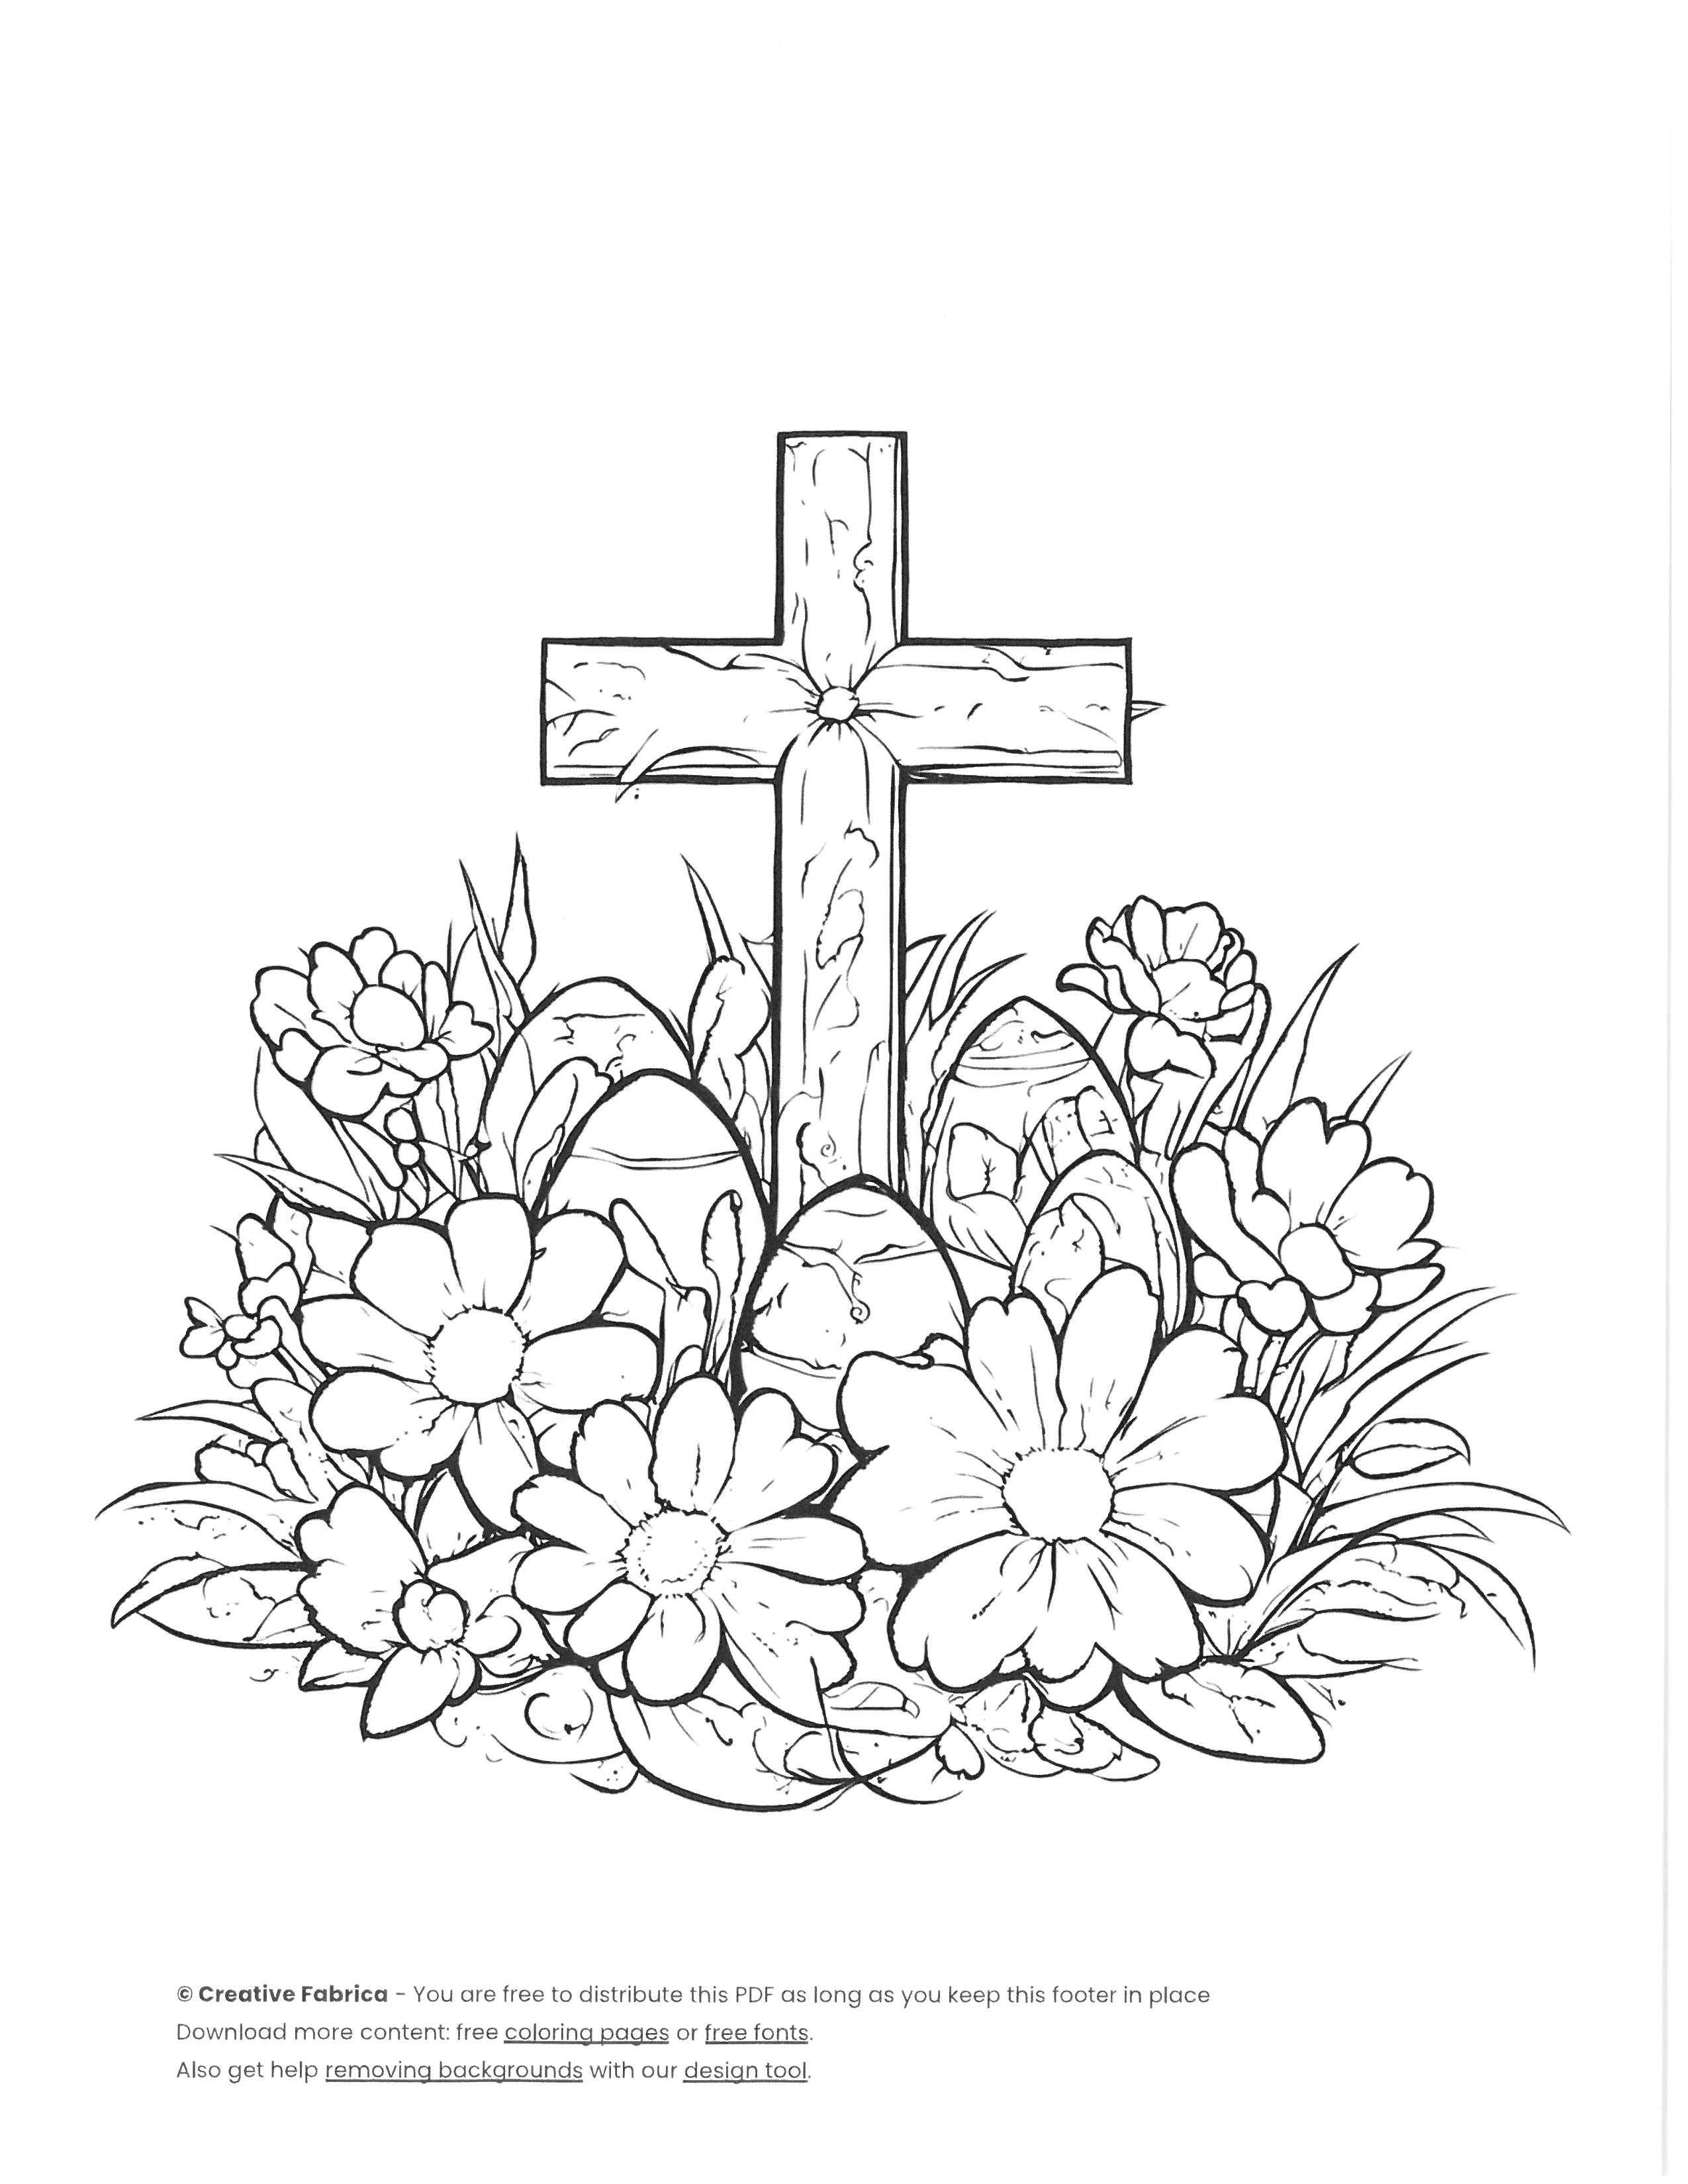 © Creative Fabrica - You are free to distribute this PDF as long as you keep this footer in place
Download more content: free coloring pages or free fonts.
Also get help removing backgrounds with our design tool.